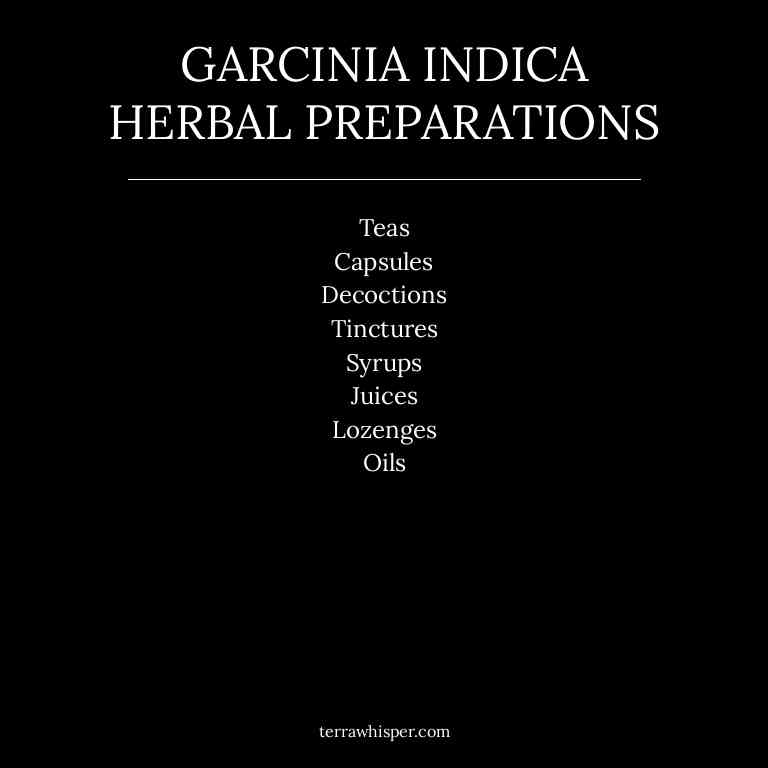 GARCINIA INDICA
HERBAL PREPARATIONS
Teas
Capsules
Decoctions
Tinctures
Syrups
Juices
Lozenges
Oils
terrawhisper.com